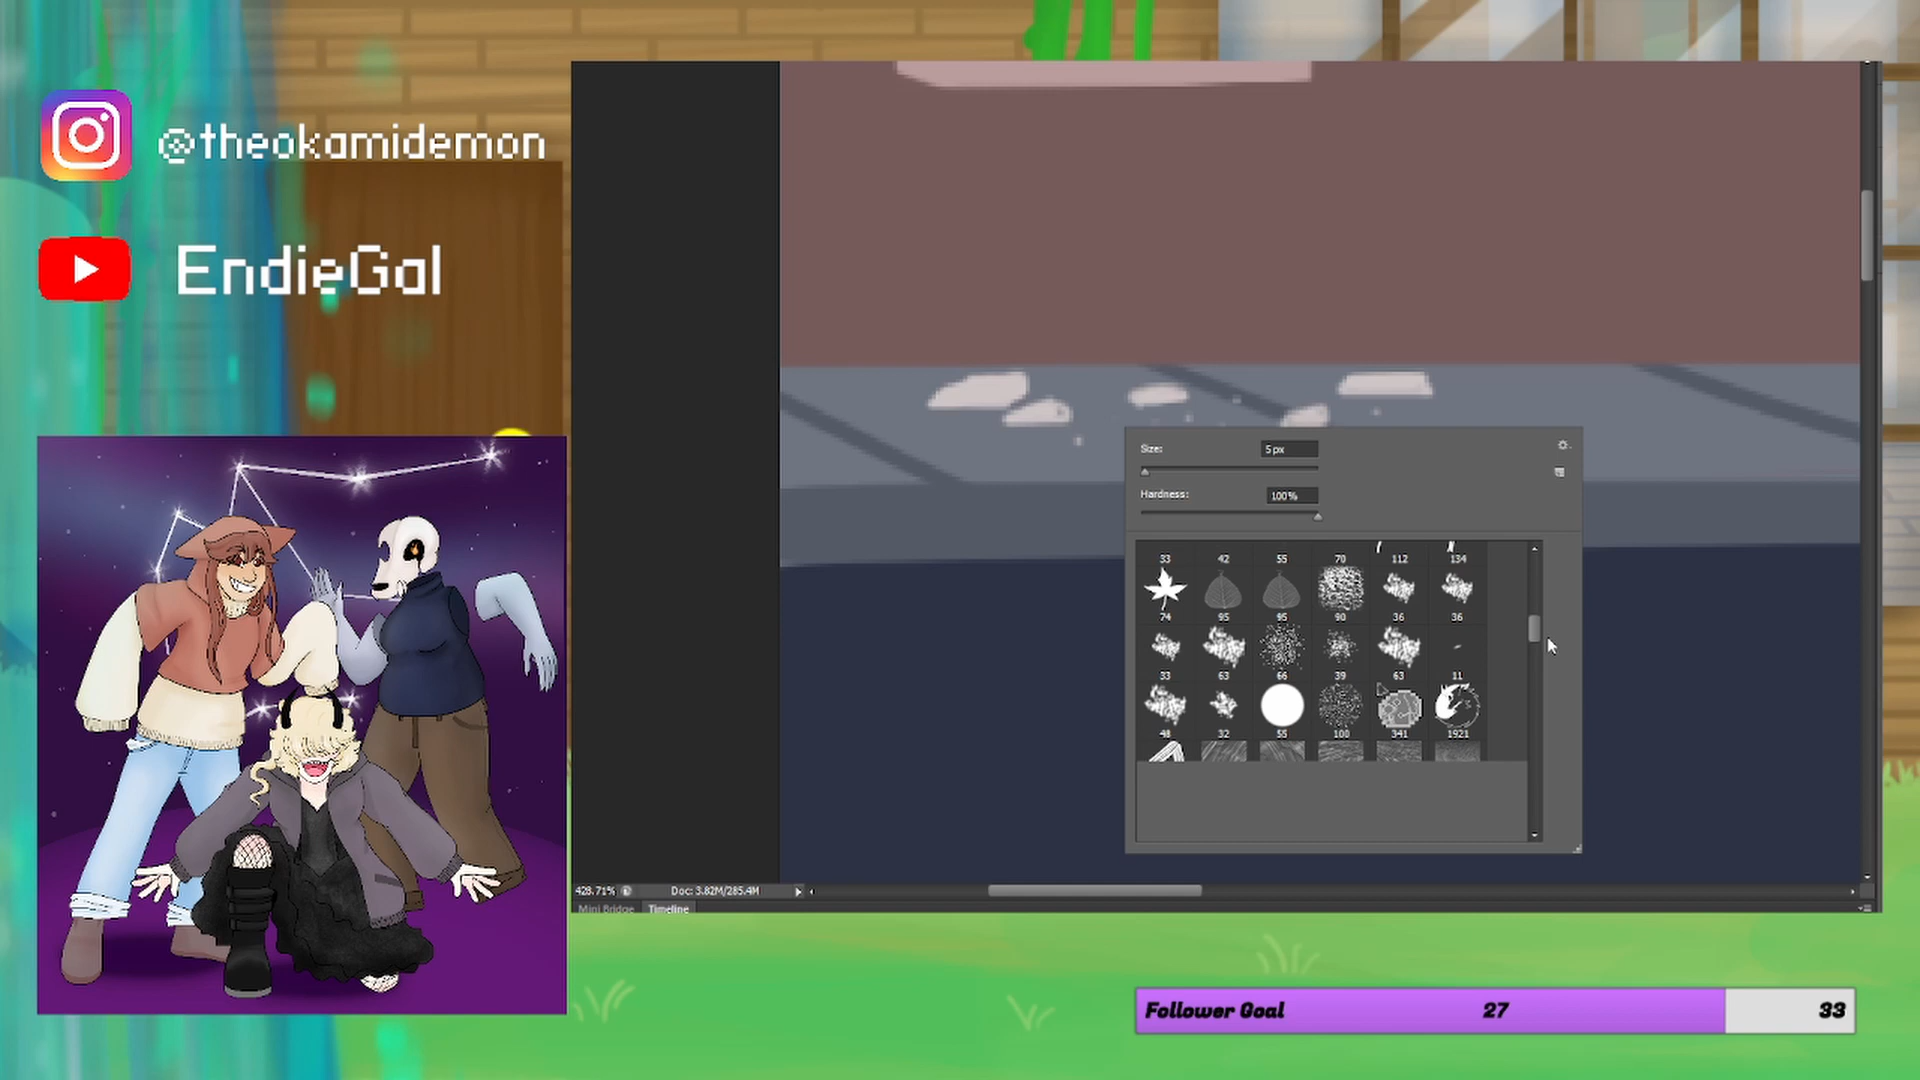 @theokamidemon
EndieGal
Size: 5 px
Hardness: 100%
33 42 55 70 112 134
74 95 95 90 36 36
33 63 66 39 63 11
48 32 55 100 341 1921
428.71% Doc: 3.82M/285.4M
Mini Bridge Timeline
Follower Goal 27 33